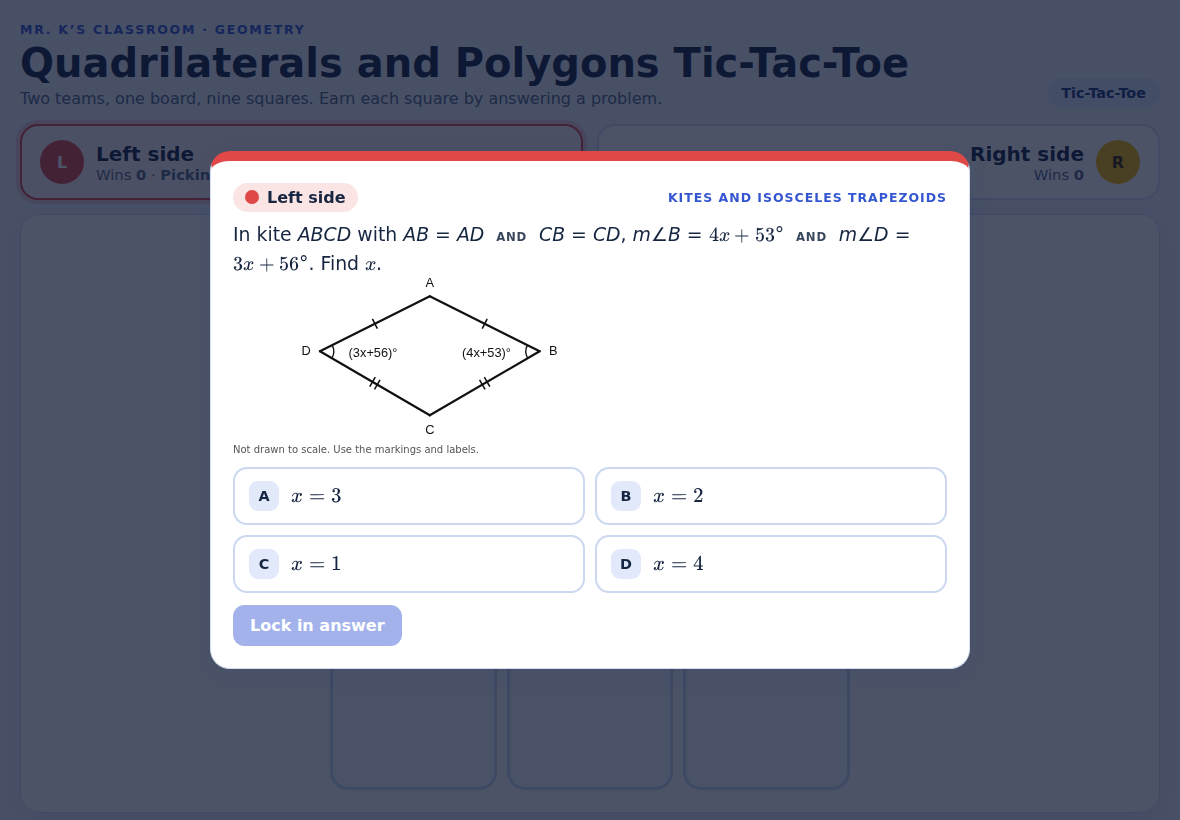 MR. K'S CLASSROOM · GEOMETRY
Quadrilaterals and Polygons Tic-Tac-Toe
Two teams, one board, nine squares. Earn each square by answering a problem.
Tic-Tac-Toe
L
Left side
Wins 0 · Pickin
Right side
Wins 0
R
Left side
KITES AND ISOSCELES TRAPEZOIDS
In kite ABCD with AB = AD AND CB = CD, m∠B = 4x + 53° AND m∠D =
3x + 56°. Find x.
A
D
(3x+56)°
(4x+53)°
B
C
Not drawn to scale. Use the markings and labels.
A x = 3
B x = 2
C x = 1
D x = 4
Lock in answer